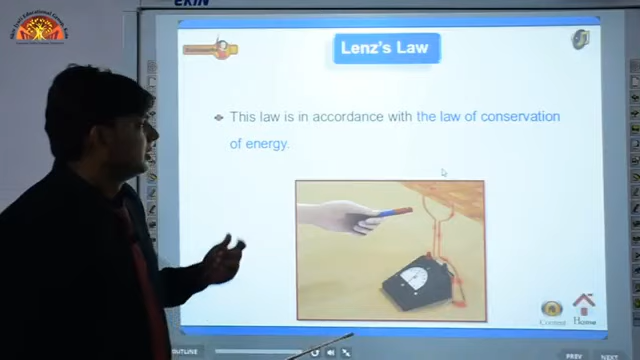 EKIN
Lenz's Law
This law is in accordance with the law of conservation
of energy.
Content
Home
OUTLINE
PREV
NEXT